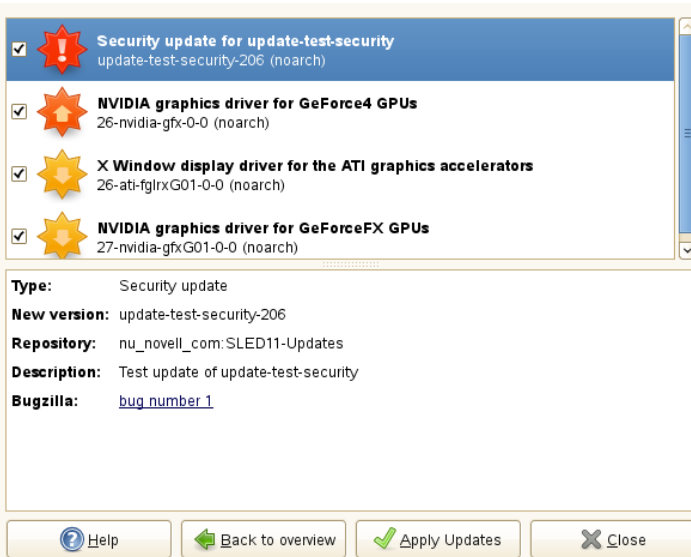 Security update for update-test-security
update-test-security-206 (noarch)
NVIDIA graphics driver for GeForce4 GPUs
26-nvidia-gfx-0-0 (noarch)
X Window display driver for the ATI graphics accelerators
26-ati-fglrxG01-0-0 (noarch)
NVIDIA graphics driver for GeForceFX GPUs
27-nvidia-gfxG01-0-0 (noarch)
Type: Security update
New version: update-test-security-206
Repository: nu_novell_com:SLED11-Updates
Description: Test update of update-test-security
Bugzilla: bug number 1
Help Back to overview Apply Updates Close